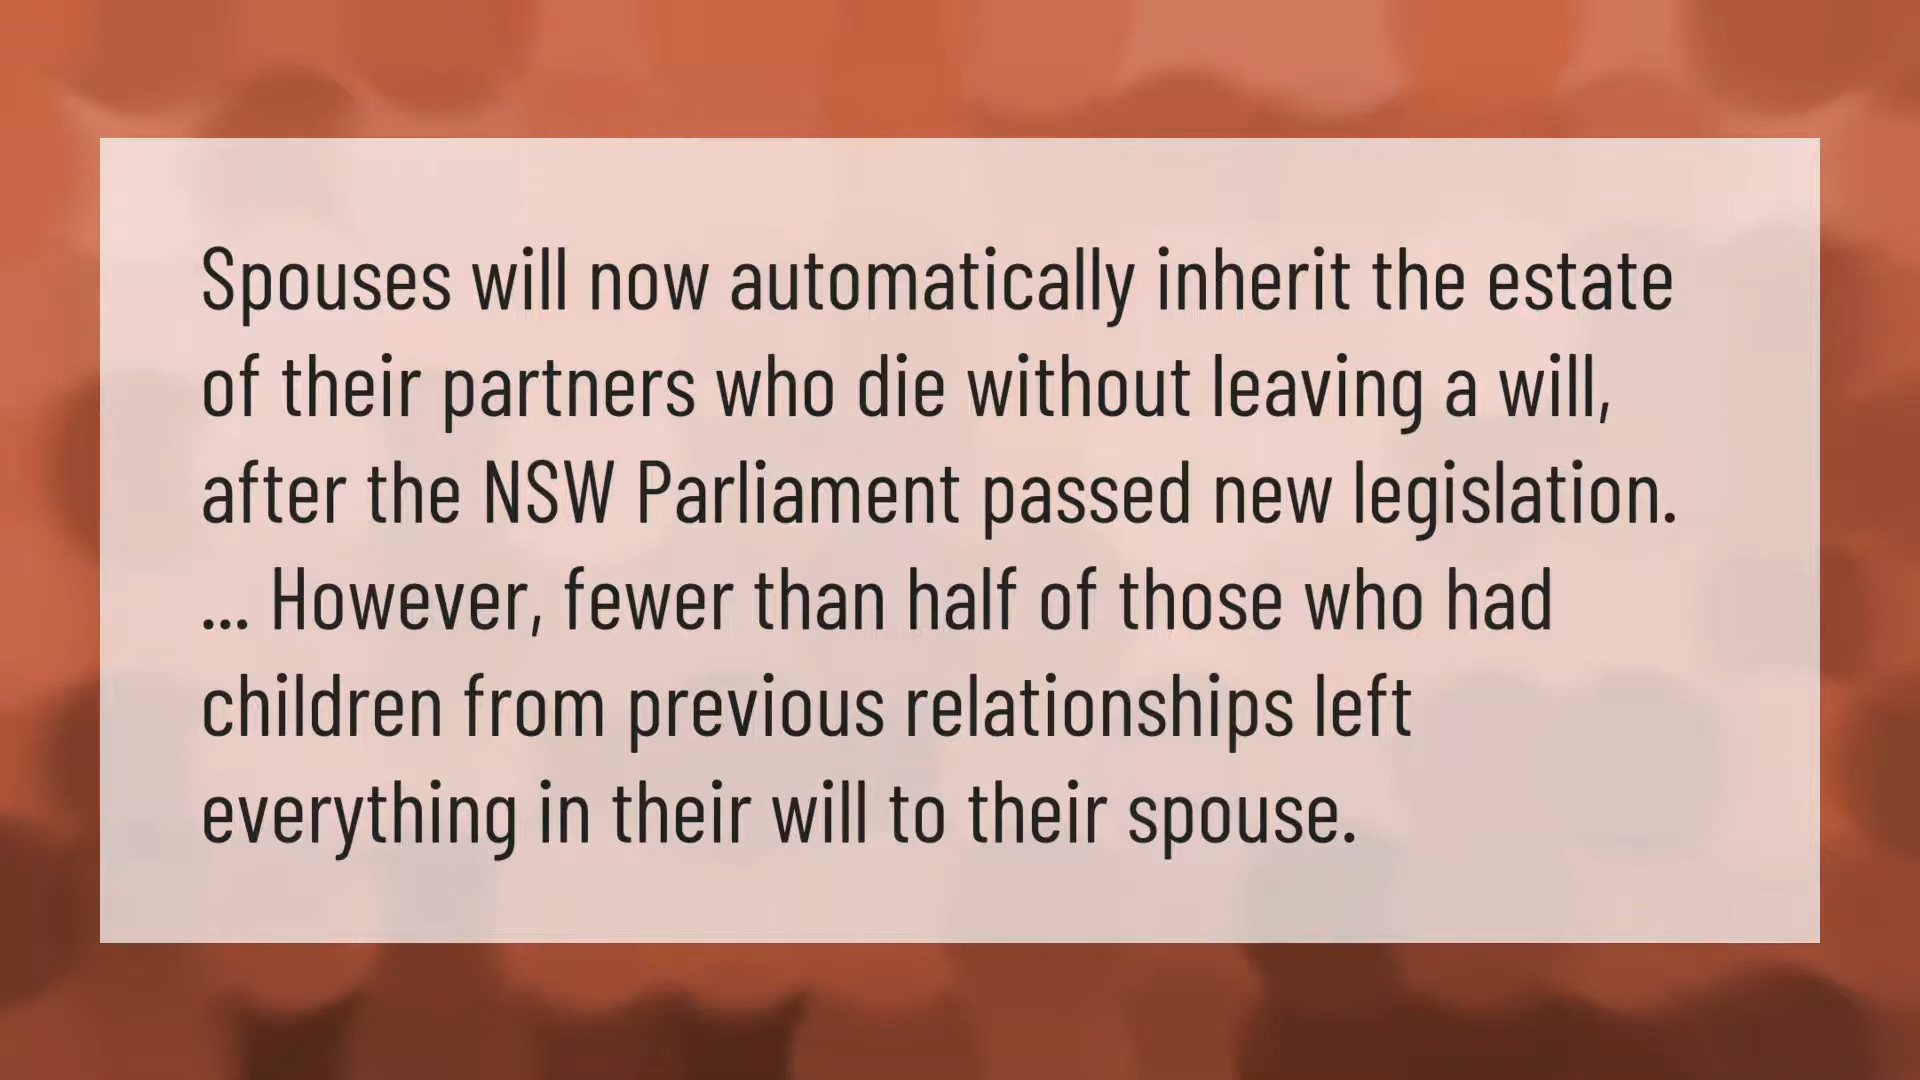 Spouses will now automatically inherit the estate
of their partners who die without leaving a will,
after the NSW Parliament passed new legislation.
... However, fewer than half of those who had
children from previous relationships left
everything in their will to their spouse.